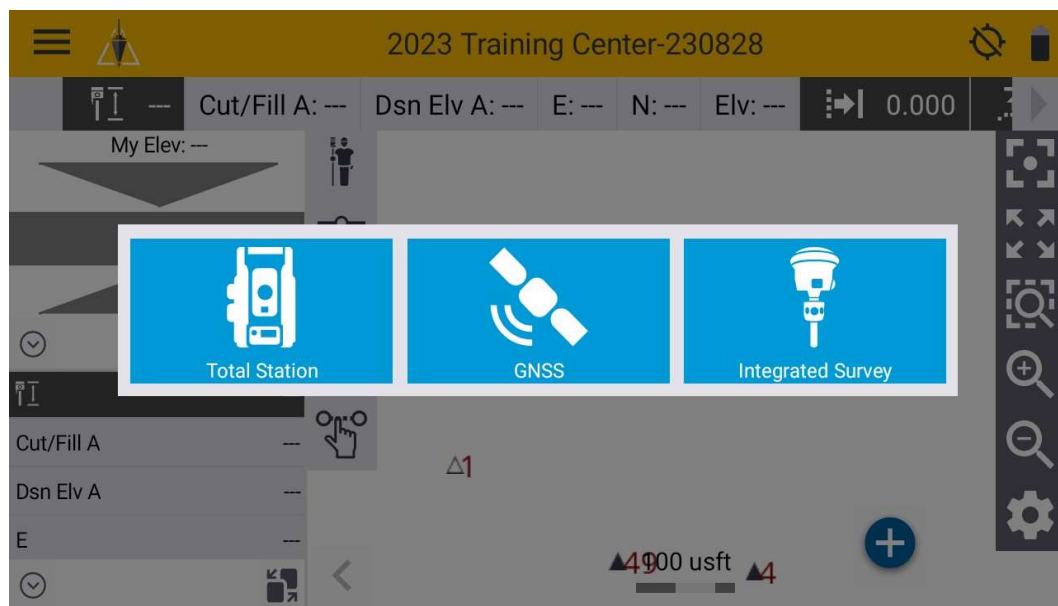 2023 Training Center-230828
--- Cut/Fill A: --- Dsn Elv A: --- E: --- N: --- Elv: --- 0.000
My Elev: ---
Total Station GNSS Integrated Survey
Cut/Fill A ---
Dsn Elv A ---
E ---
1
100 usft
4